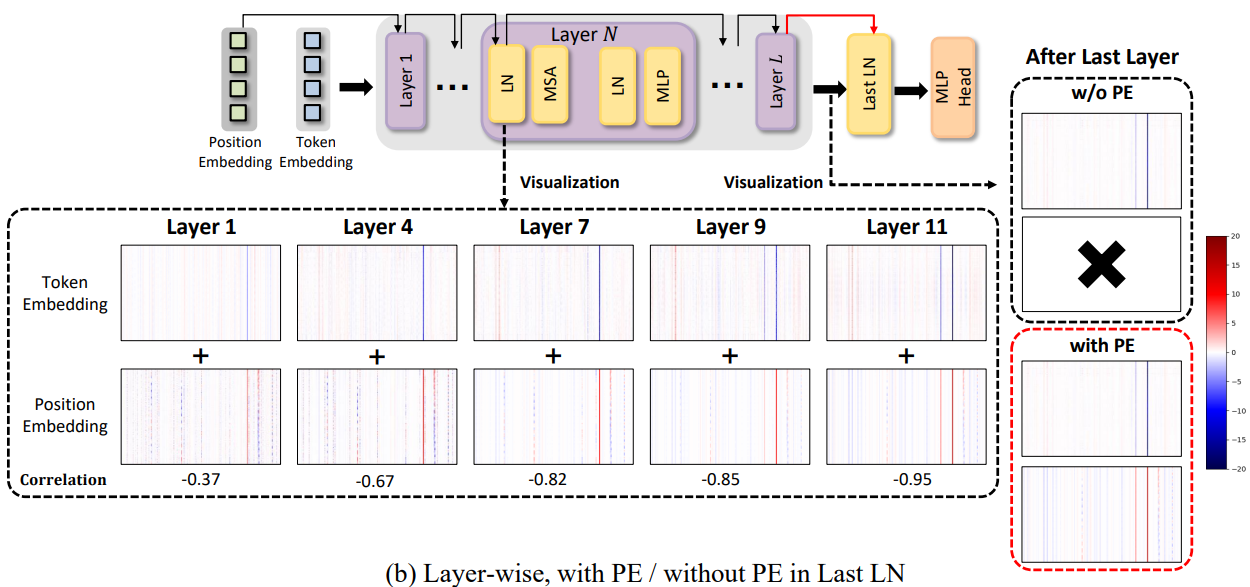 Position
Embedding
Token
Embedding
Layer 1
...
Layer N
LN
MSA
LN
MLP
...
Layer L
Last LN
MLP
Head
Visualization
Visualization
After Last Layer
w/o PE
with PE
Layer 1
Layer 4
Layer 7
Layer 9
Layer 11
Token
Embedding
+ + + + +
Position
Embedding
Correlation -0.37 -0.67 -0.82 -0.85 -0.95
20
15
10
5
0
−5
−10
−15
−20
(b) Layer-wise, with PE / without PE in Last LN